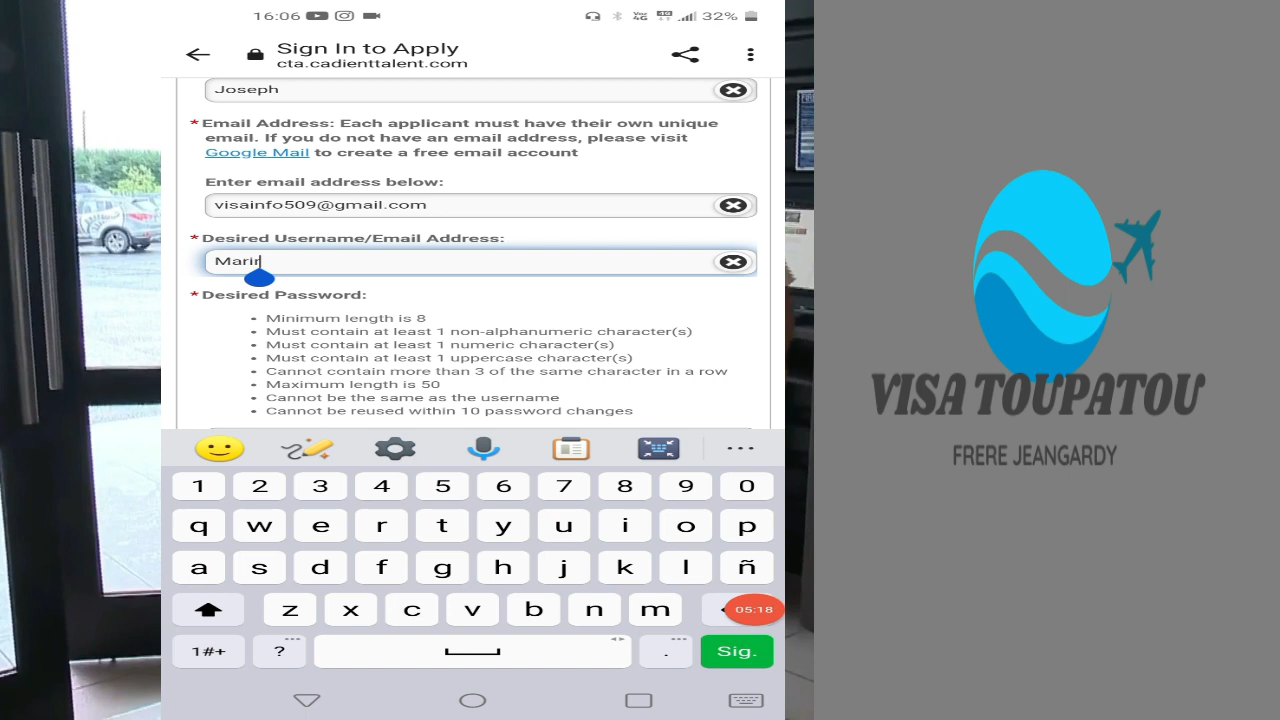 16:06 32%
Sign In to Apply
cta.cadienttalent.com
Joseph
* Email Address: Each applicant must have their own unique
email. If you do not have an email address, please visit
Google Mail to create a free email account
Enter email address below:
visainfo509@gmail.com
* Desired Username/Email Address:
Marir
* Desired Password:
• Minimum length is 8
• Must contain at least 1 non-alphanumeric character(s)
• Must contain at least 1 numeric character(s)
• Must contain at least 1 uppercase character(s)
• Cannot contain more than 3 of the same character in a row
• Maximum length is 50
• Cannot be the same as the username
• Cannot be reused within 10 password changes
1 2 3 4 5 6 7 8 9 0
q w e r t y u i o p
a s d f g h j k l ñ
z x c v b n m 05:18
1#+ ? . Sig.
VISA TOUPATOU
FRERE JEANGARDY